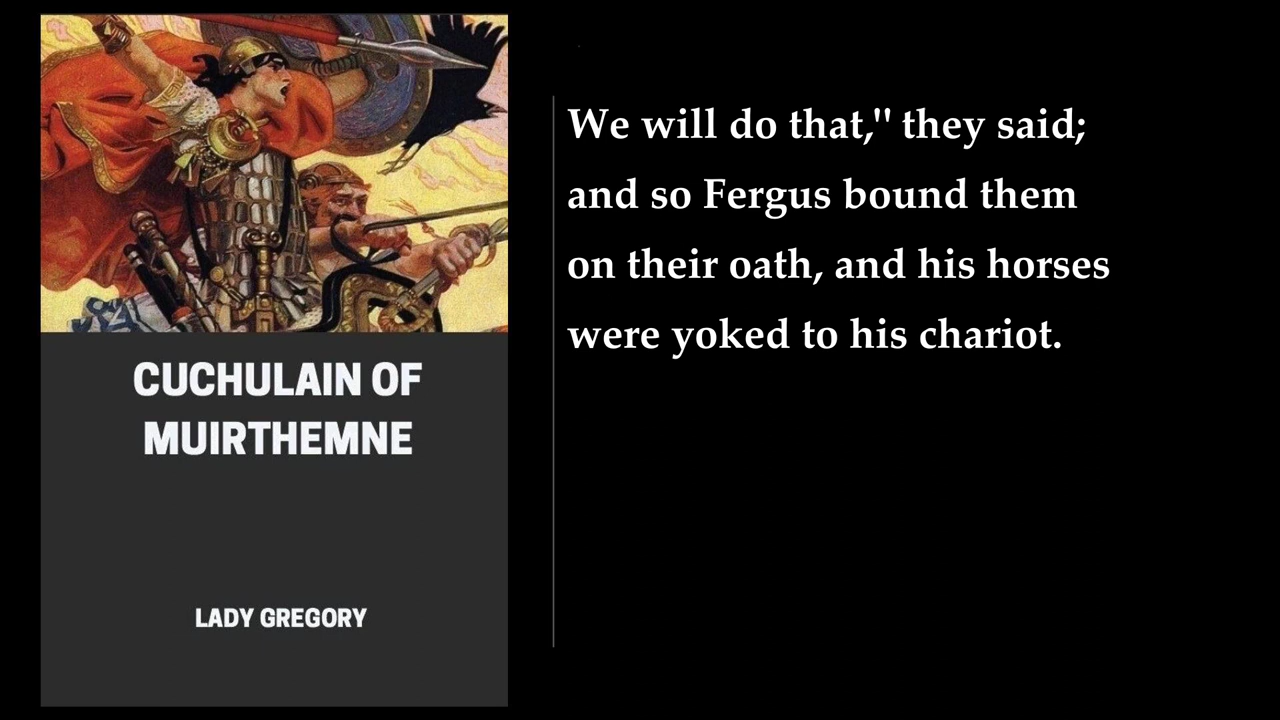 CUCHULAIN OF
MUIRTHEMNE
LADY GREGORY
We will do that," they said;
and so Fergus bound them
on their oath, and his horses
were yoked to his chariot.